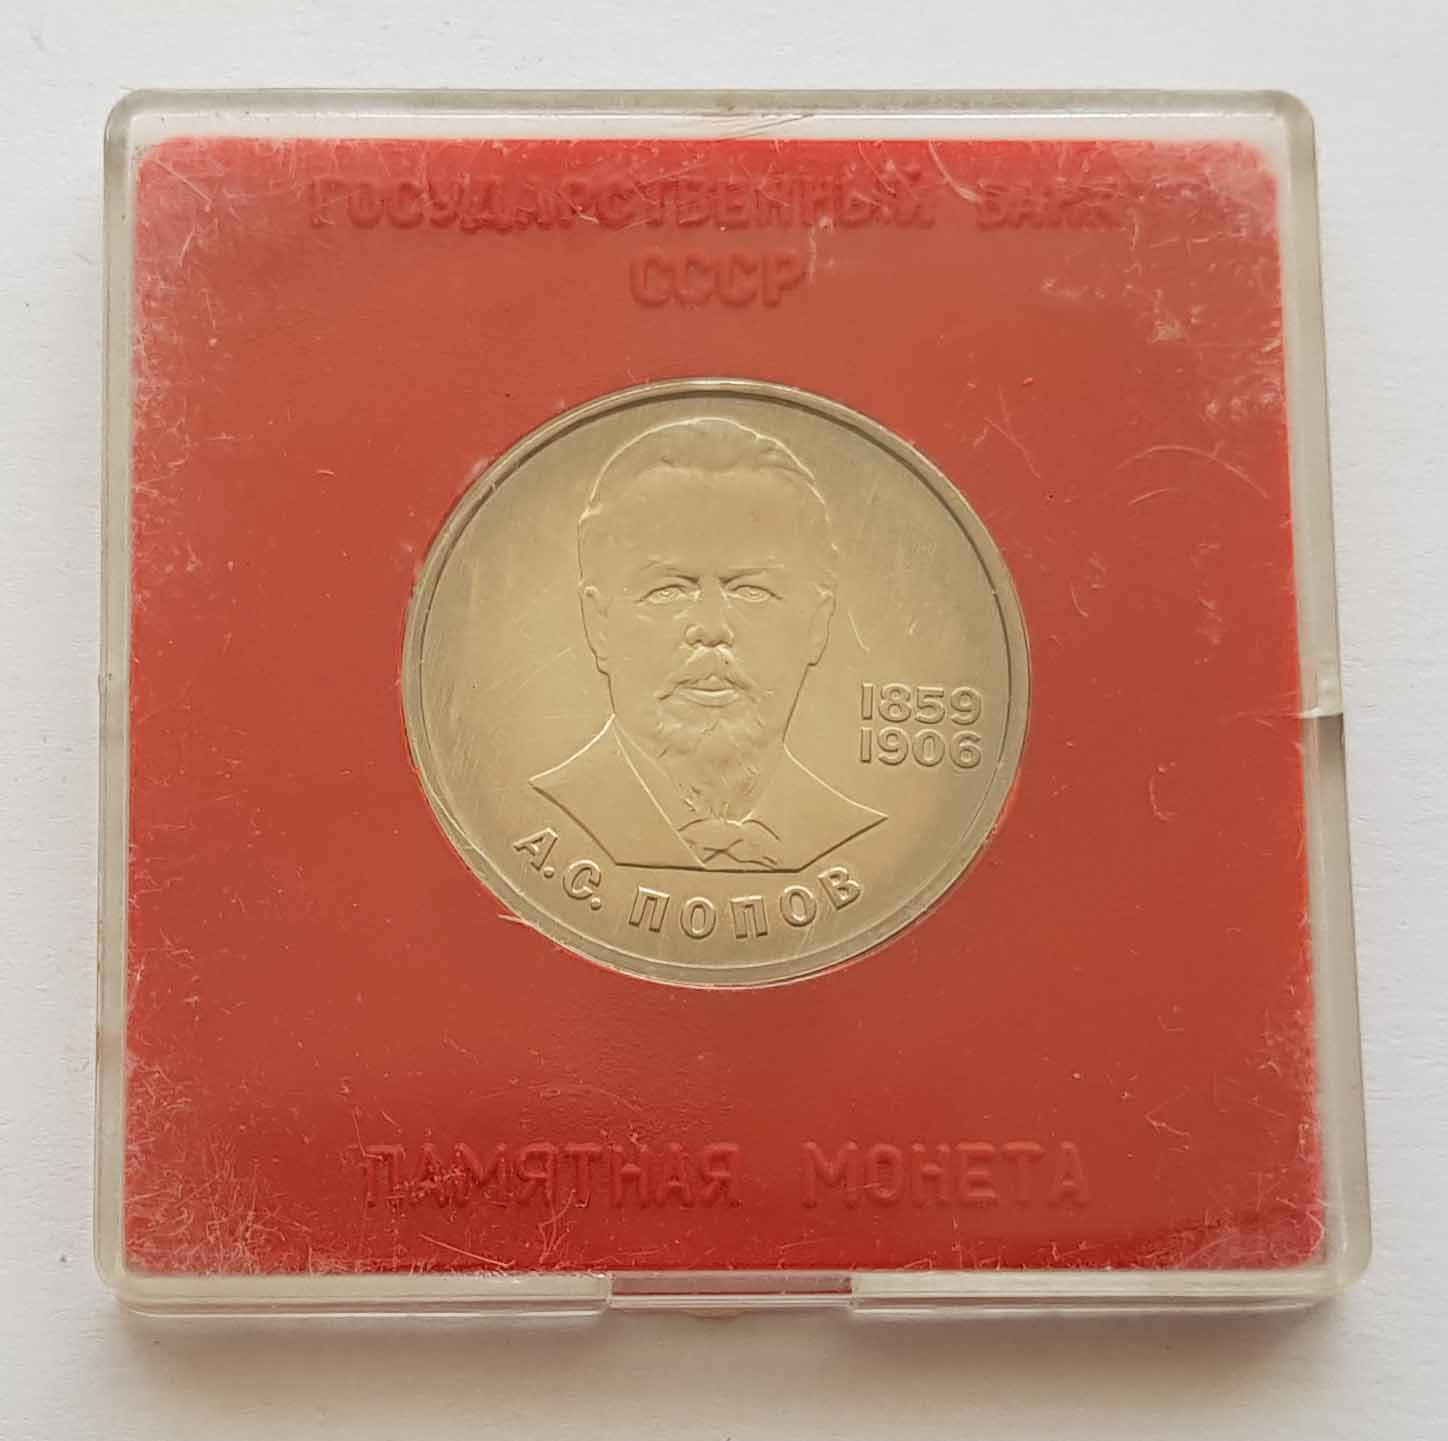 ГОСУДАРСТВЕННЫЙ БАНК
СССР
1859
1906
А.С. ПОПОВ
ПАМЯТНАЯ МОНЕТА